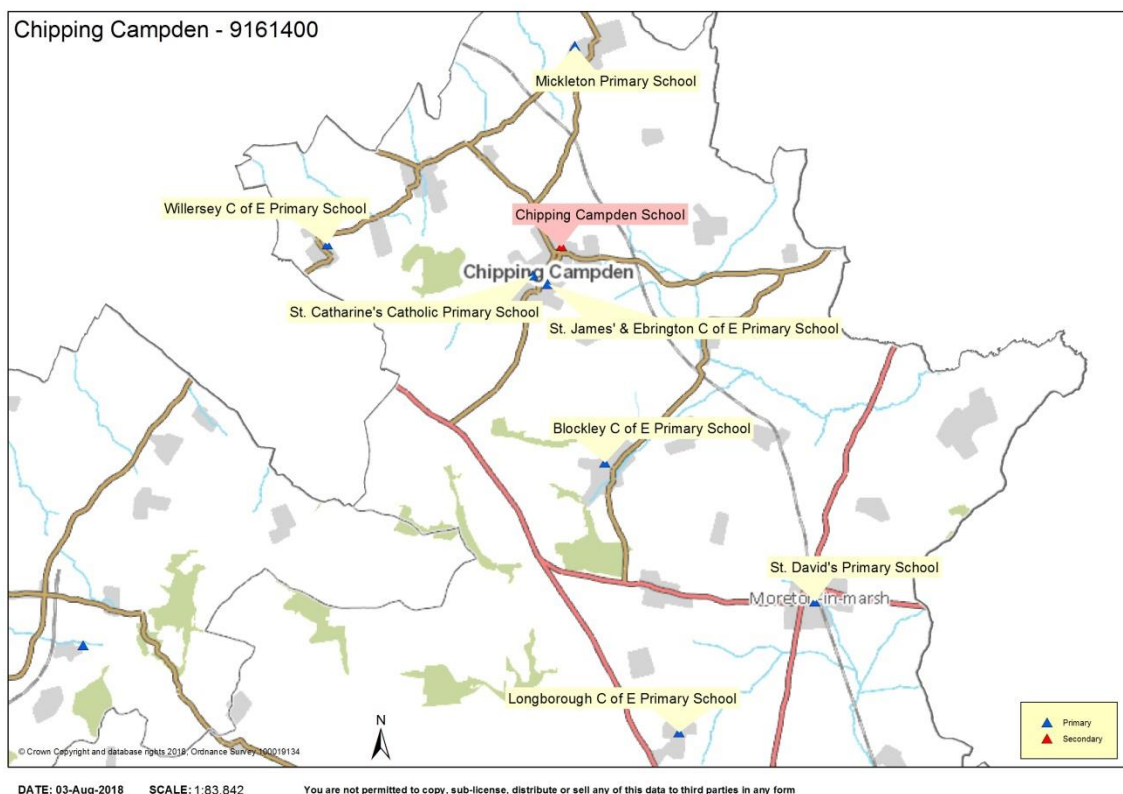 Chipping Campden - 9161400
Mickleton Primary School
Willersey C of E Primary School
Chipping Campden School
Chipping Campden
St. Catharine's Catholic Primary School
St. James' & Ebrington C of E Primary School
Blockley C of E Primary School
St. David's Primary School
Moreton-in-marsh
Longborough C of E Primary School
N
Primary
Secondary
© Crown Copyright and database rights 2018, Ordnance Survey 100019134
DATE: 03-Aug-2018 SCALE: 1:83,842 You are not permitted to copy, sub-license, distribute or sell any of this data to third parties in any form